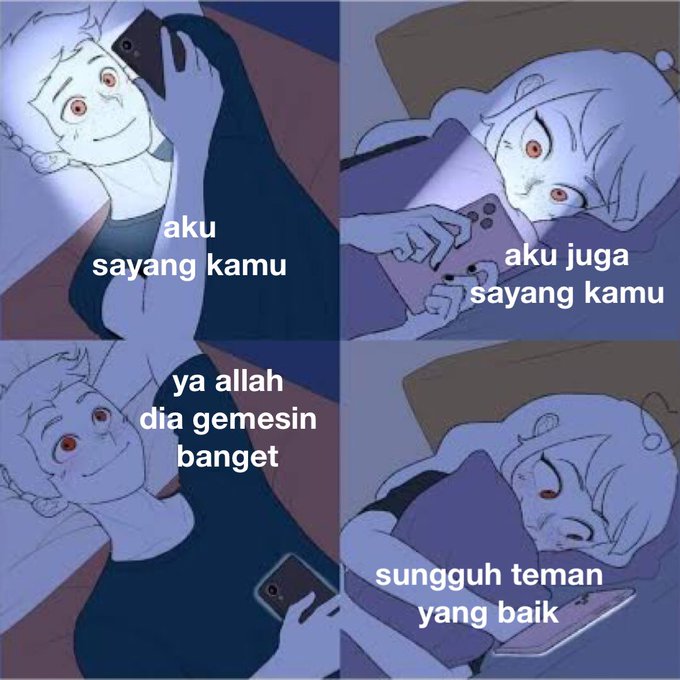 aku
sayang kamu
aku juga
sayang kamu
ya allah
dia gemesin
banget
sungguh teman
yang baik